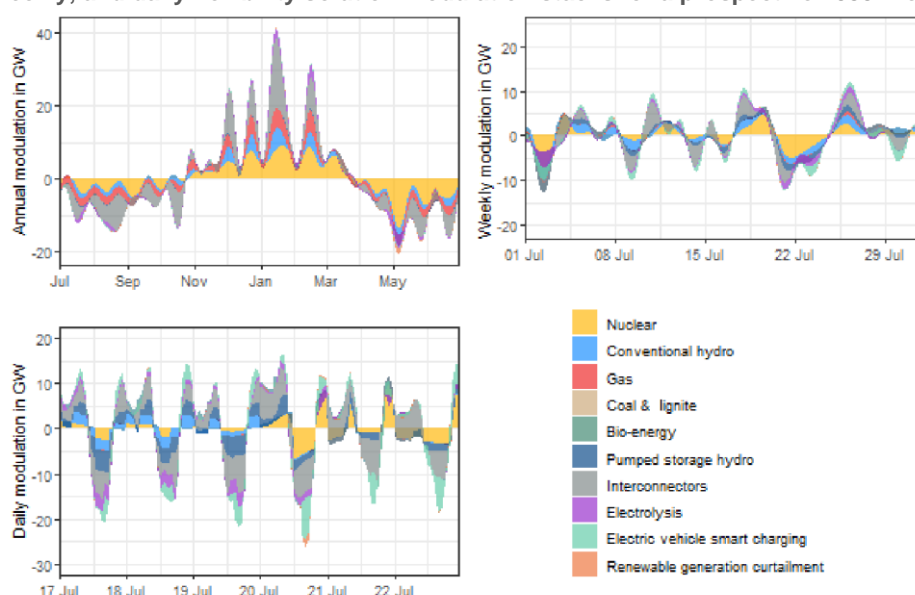 Annual modulation in GW
40
20
0
-20
Jul Sep Nov Jan Mar May
Weekly modulation in GW
20
10
0
-10
-20
01 Jul 08 Jul 15 Jul 22 Jul 29 Jul
Daily modulation in GW
20
10
0
-10
-20
-30
17 Jul 18 Jul 19 Jul 20 Jul 21 Jul 22 Jul
Nuclear
Conventional hydro
Gas
Coal & lignite
Bio-energy
Pumped storage hydro
Interconnectors
Electrolysis
Electric vehicle smart charging
Renewable generation curtailment